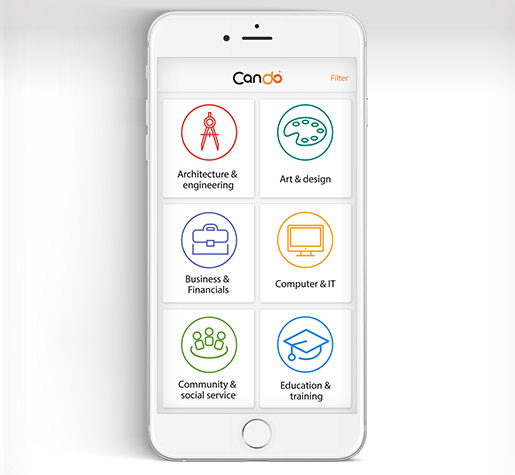 Cando
Filter
Architecture &
engineering
Art & design
Business &
Financials
Computer & IT
Community &
social service
Education &
training